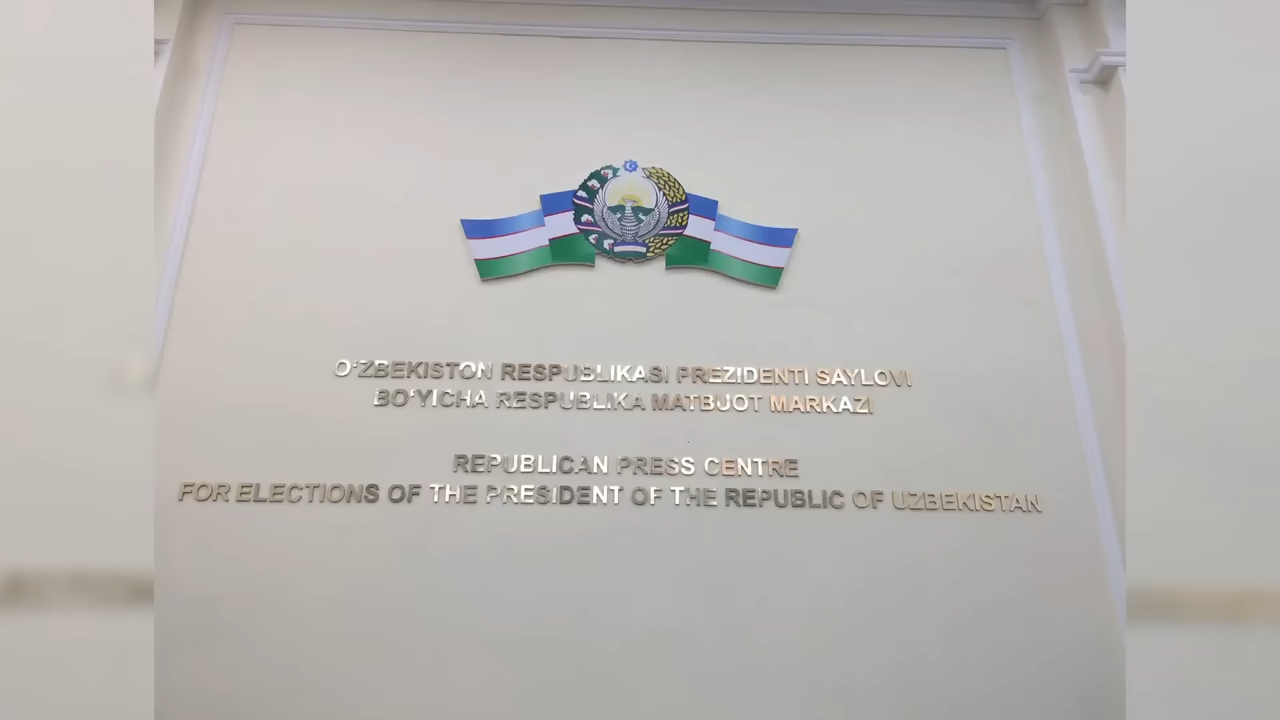 O‘ZBEKISTON RESPUBLIKASI PREZIDENTI SAYLOVI
BO‘YICHA RESPUBLIKA MATBUOT MARKAZI
REPUBLICAN PRESS CENTRE
FOR ELECTIONS OF THE PRESIDENT OF THE REPUBLIC OF UZBEKISTAN